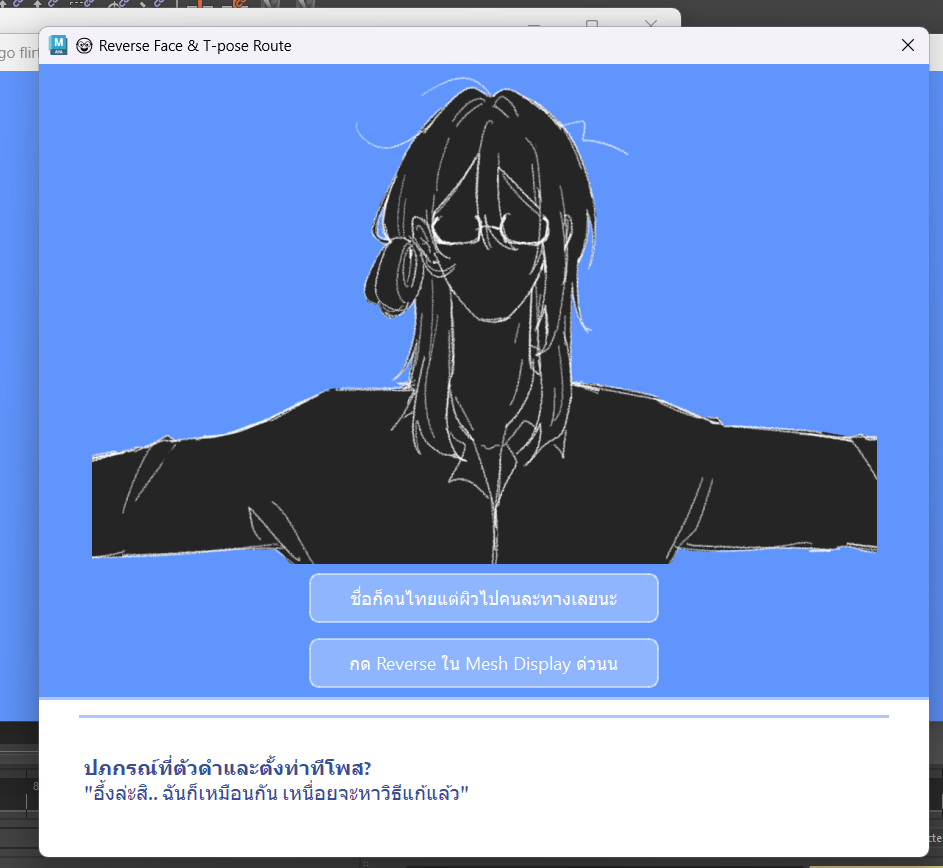 go flirt
M
Reverse Face & T-pose Route
ชื่อก็คนไทยแต่ผิวไปคนละทางเลยนะ
กด Reverse ใน Mesh Display ด่วนน
ปกกรณ์ที่ตัวดำและตั้งท่าทีโพส?
"อึ้งล่ะสิ.. ฉันก็เหมือนกัน เหนื่อยจะหาวิธีแก้แล้ว"
8